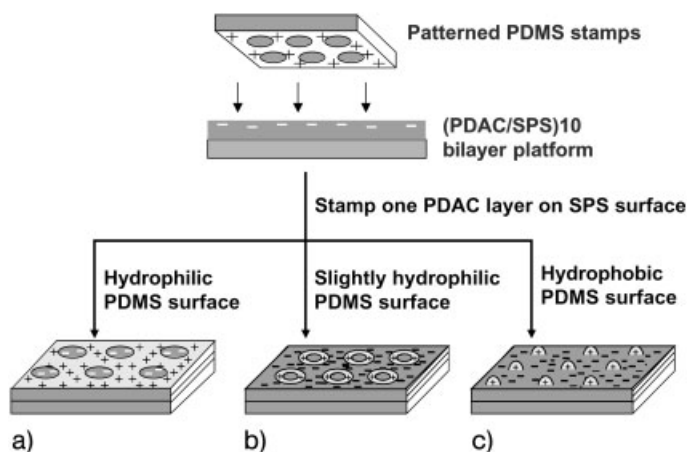 Patterned PDMS stamps
(PDAC/SPS)10
bilayer platform
Stamp one PDAC layer on SPS surface
Hydrophilic
PDMS surface
Slightly hydrophilic
PDMS surface
Hydrophobic
PDMS surface
a)
b)
c)